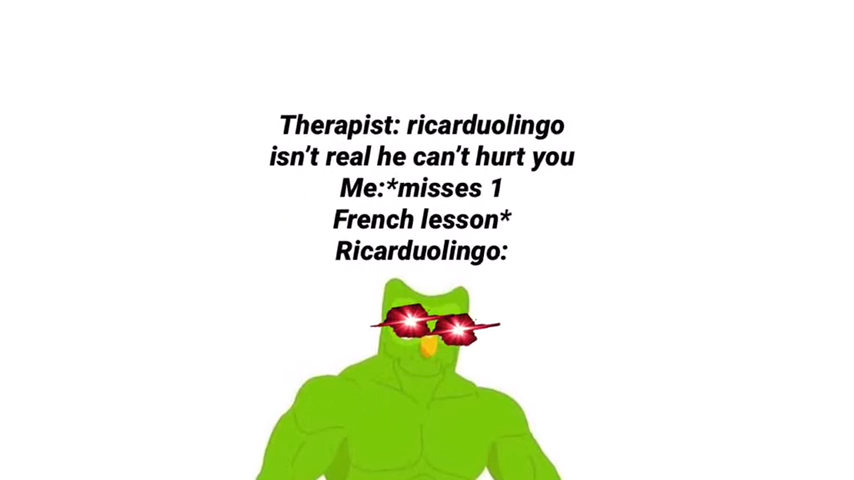 Therapist: ricarduolingo
isn't real he can't hurt you
Me:*misses 1
French lesson*
Ricarduolingo: